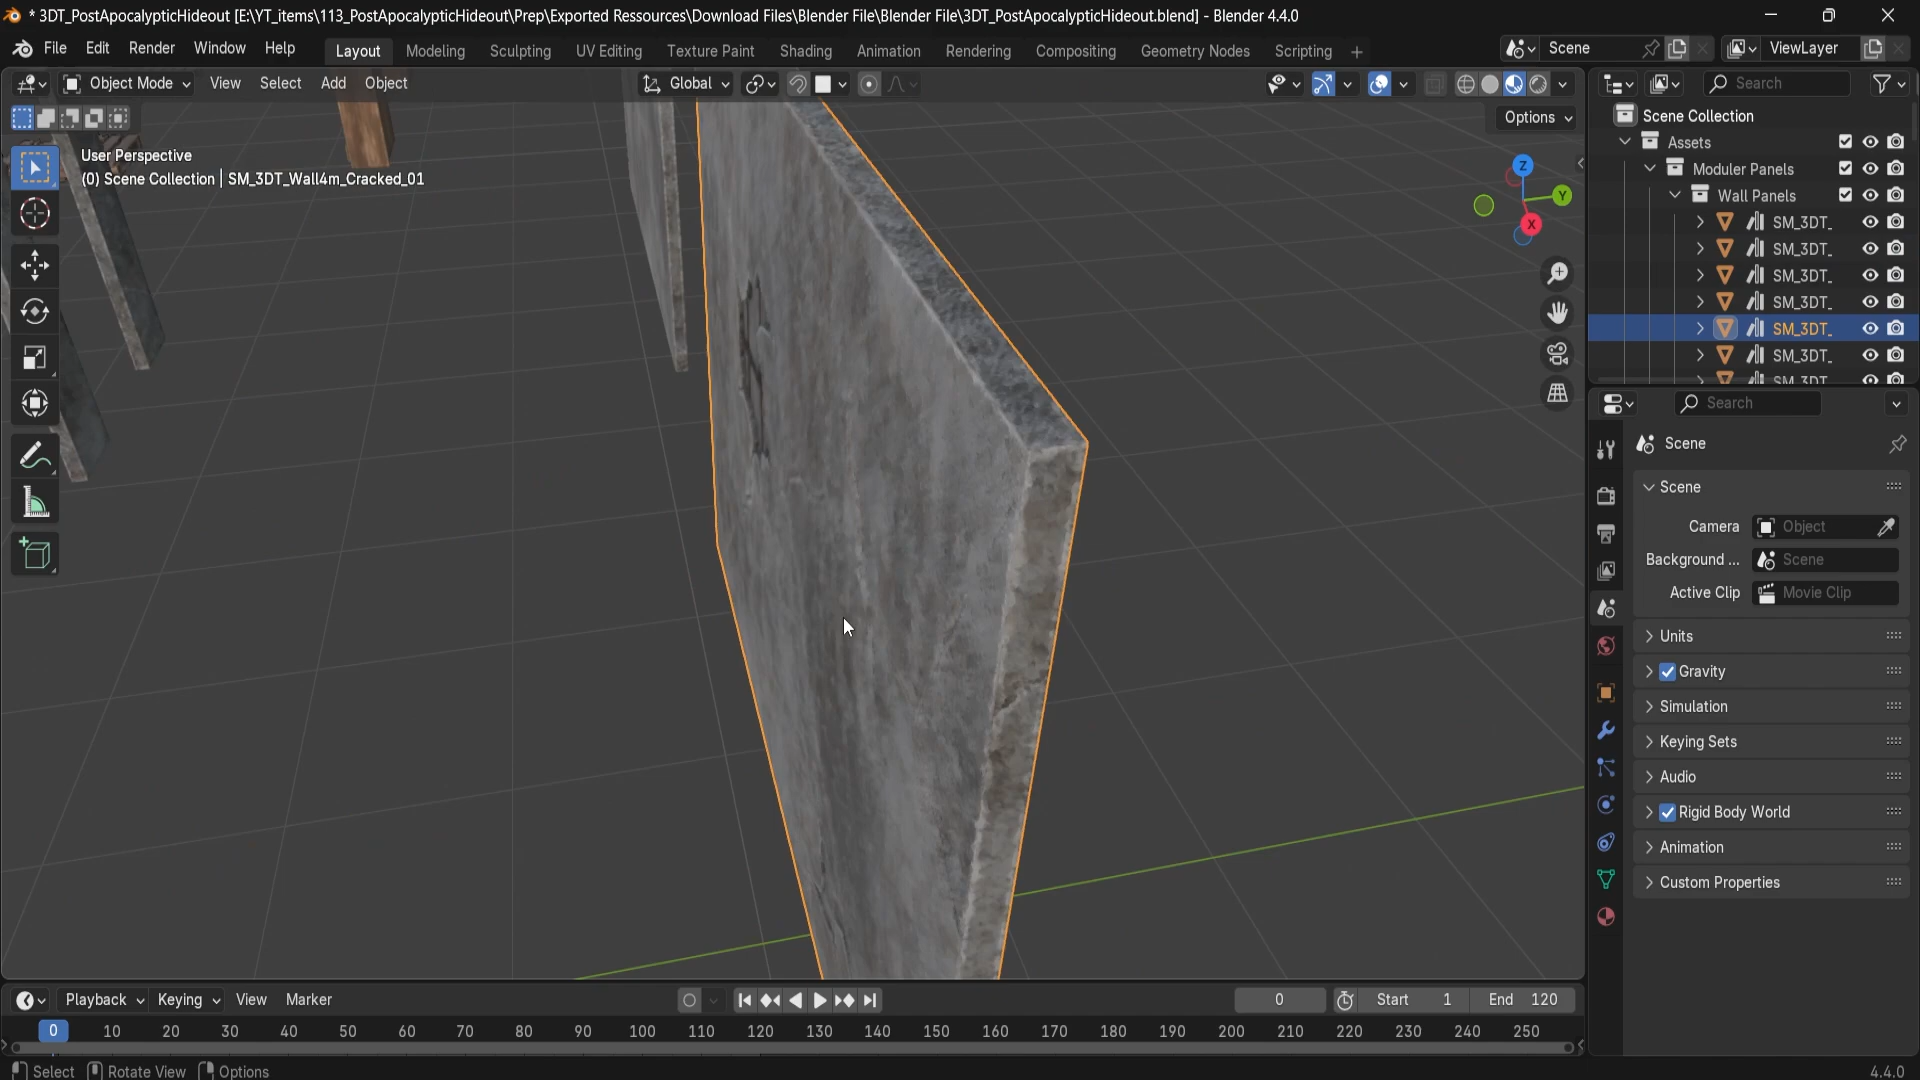 * 3DT_PostApocalypticHideout [E:\YT_items\113_PostApocalypticHideout\Prep\Exported Ressources\Download Files\Blender File\Blender File\3DT_PostApocalypticHideout.blend] - Blender 4.4.0
File Edit Render Window Help Layout Modeling Sculpting UV Editing Texture Paint Shading Animation Rendering Compositing Geometry Nodes Scripting + Scene ViewLayer
Object Mode View Select Add Object Global Search
Options
User Perspective
(0) Scene Collection | SM_3DT_Wall4m_Cracked_01
Z
Y
X
Scene Collection
Assets
Moduler Panels
Wall Panels
SM_3DT_
SM_3DT_
SM_3DT_
SM_3DT_
SM_3DT_
SM_3DT_
SM_3DT_
Search
Scene
Scene
Camera Object
Background ... Scene
Active Clip Movie Clip
Units
Gravity
Simulation
Keying Sets
Audio
Rigid Body World
Animation
Custom Properties
Playback Keying View Marker 0 Start 1 End 120
0 10 20 30 40 50 60 70 80 90 100 110 120 130 140 150 160 170 180 190 200 210 220 230 240 250
Select Rotate View Options 4.4.0